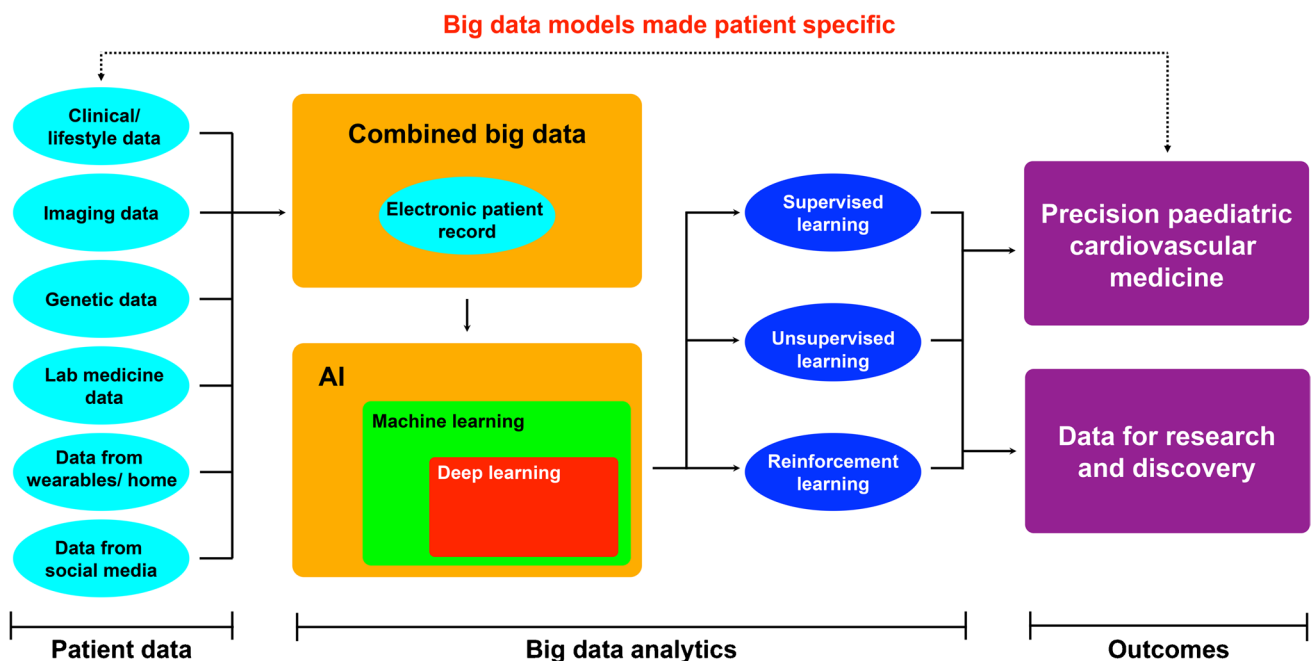 Big data models made patient specific
Clinical/
lifestyle data
Imaging data
Genetic data
Lab medicine
data
Data from
wearables/ home
Data from
social media
Combined big data
Electronic patient
record
AI
Machine learning
Deep learning
Supervised
learning
Unsupervised
learning
Reinforcement
learning
Precision paediatric
cardiovascular
medicine
Data for research
and discovery
Patient data
Big data analytics
Outcomes